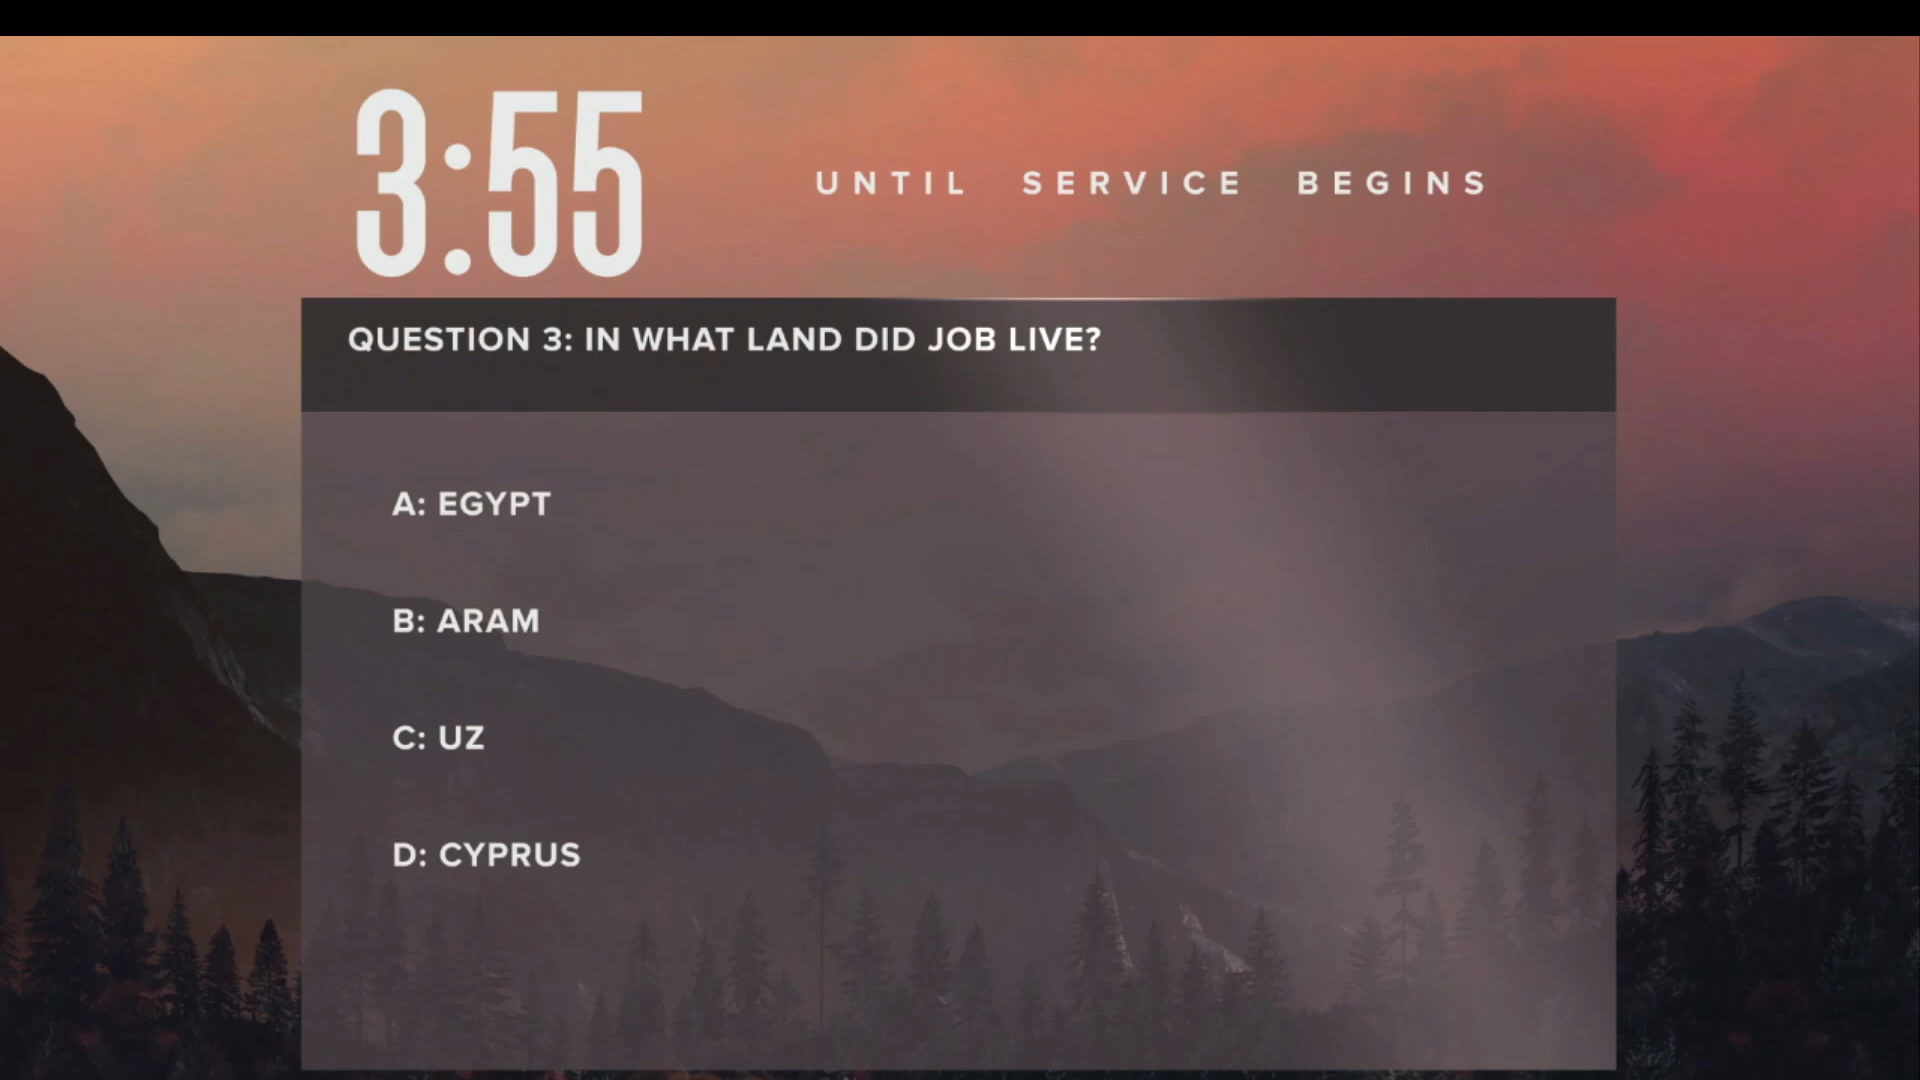 3:55
UNTIL SERVICE BEGINS
QUESTION 3: IN WHAT LAND DID JOB LIVE?
A: EGYPT
B: ARAM
C: UZ
D: CYPRUS